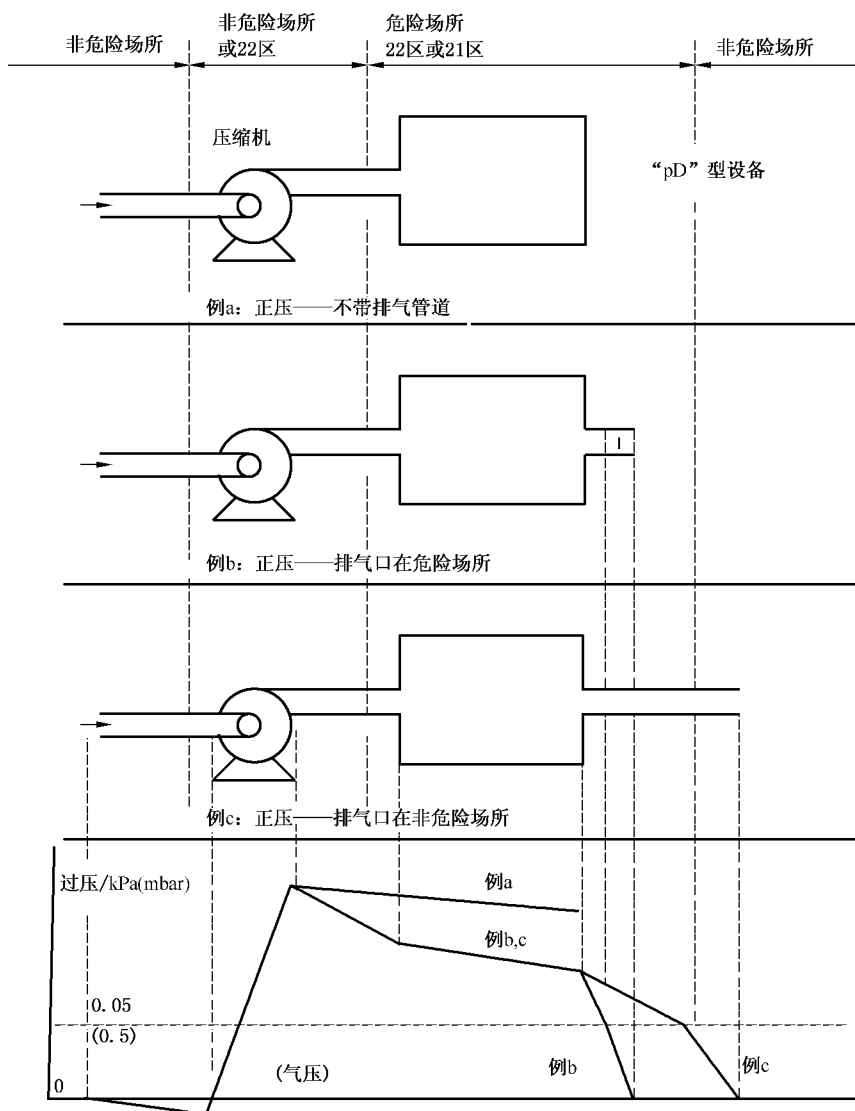 非危险场所
非危险场所
或22区
危险场所
22区或21区
非危险场所
压缩机
“pD”型设备
例a：正压——不带排气管道
I
例b：正压——排气口在危险场所
例c：正压——排气口在非危险场所
过压/kPa(mbar)
例a
例b,c
0.05
(0.5)
(气压)
例b
例c
0